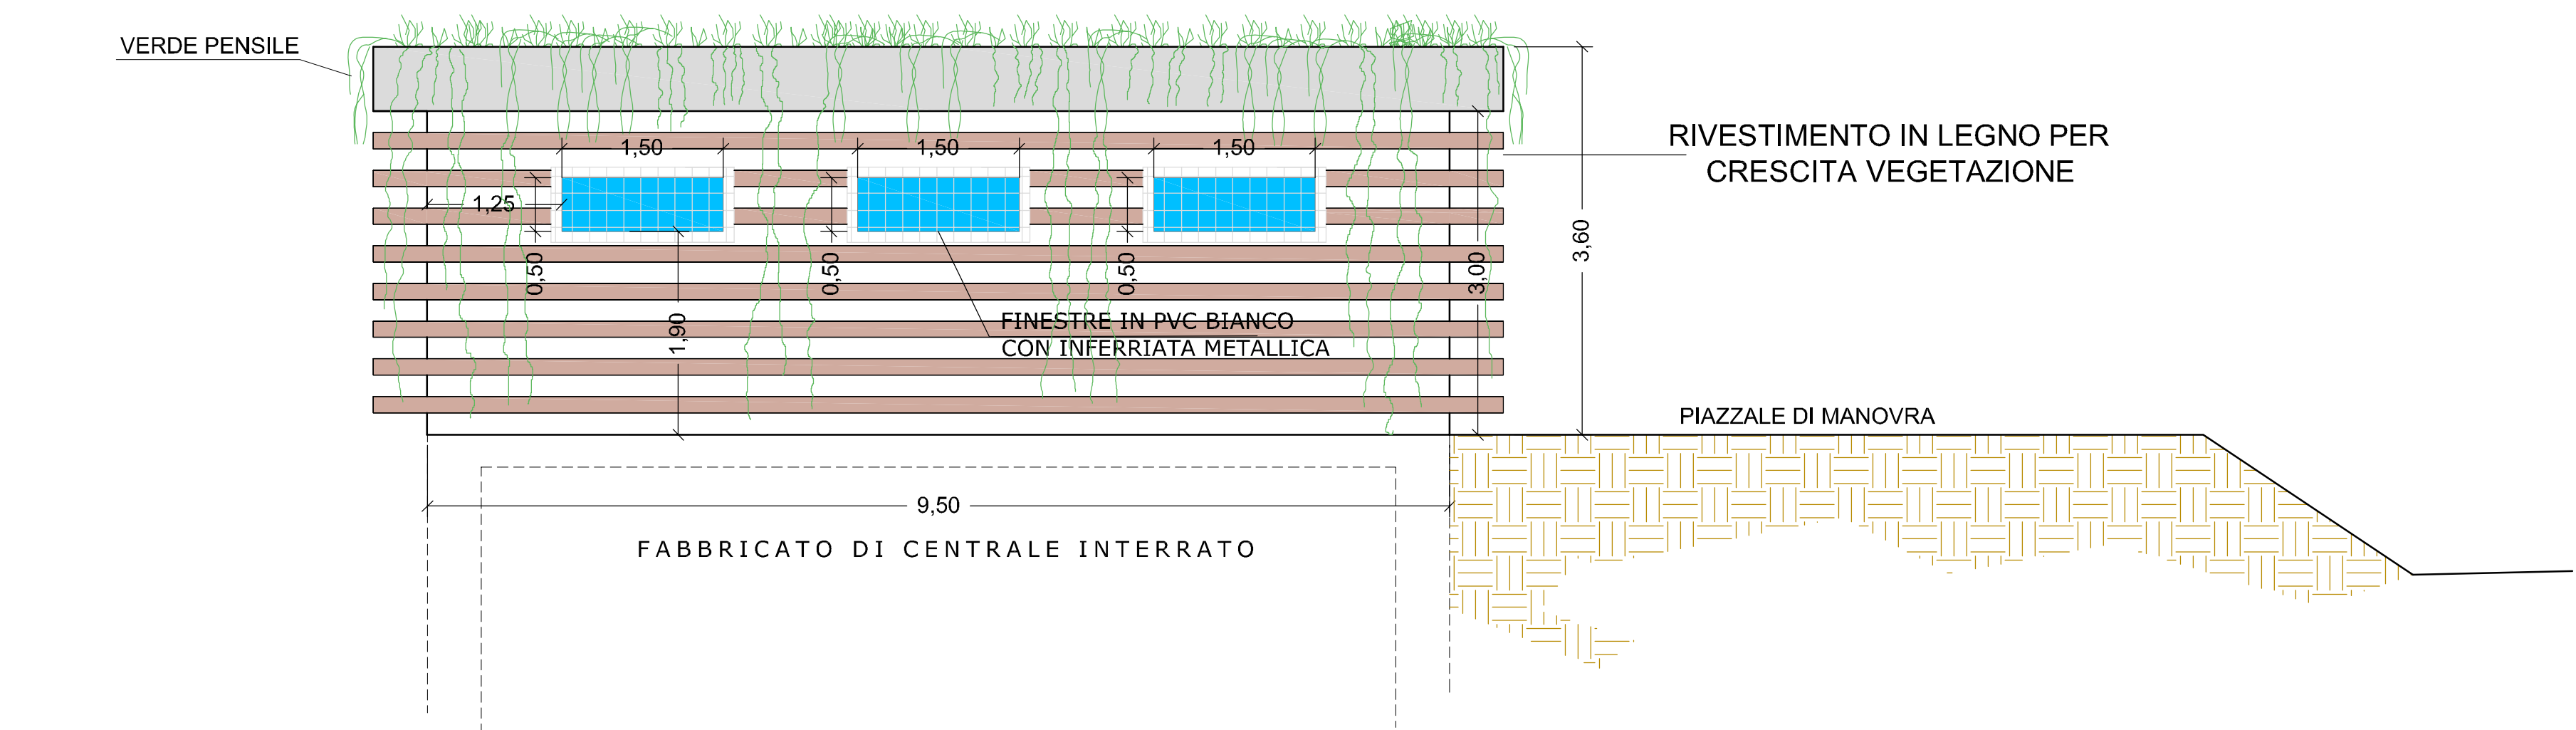 VERDE PENSILE
1,50
1,50
1,50
RIVESTIMENTO IN LEGNO PER
CRESCITA VEGETAZIONE
1,25
3,60
0,50
0,50
0,50
3,00
1,90
FINESTRE IN PVC BIANCO
CON INFERRIATA METALLICA
PIAZZALE DI MANOVRA
9,50
FABBRICATO DI CENTRALE INTERRATO